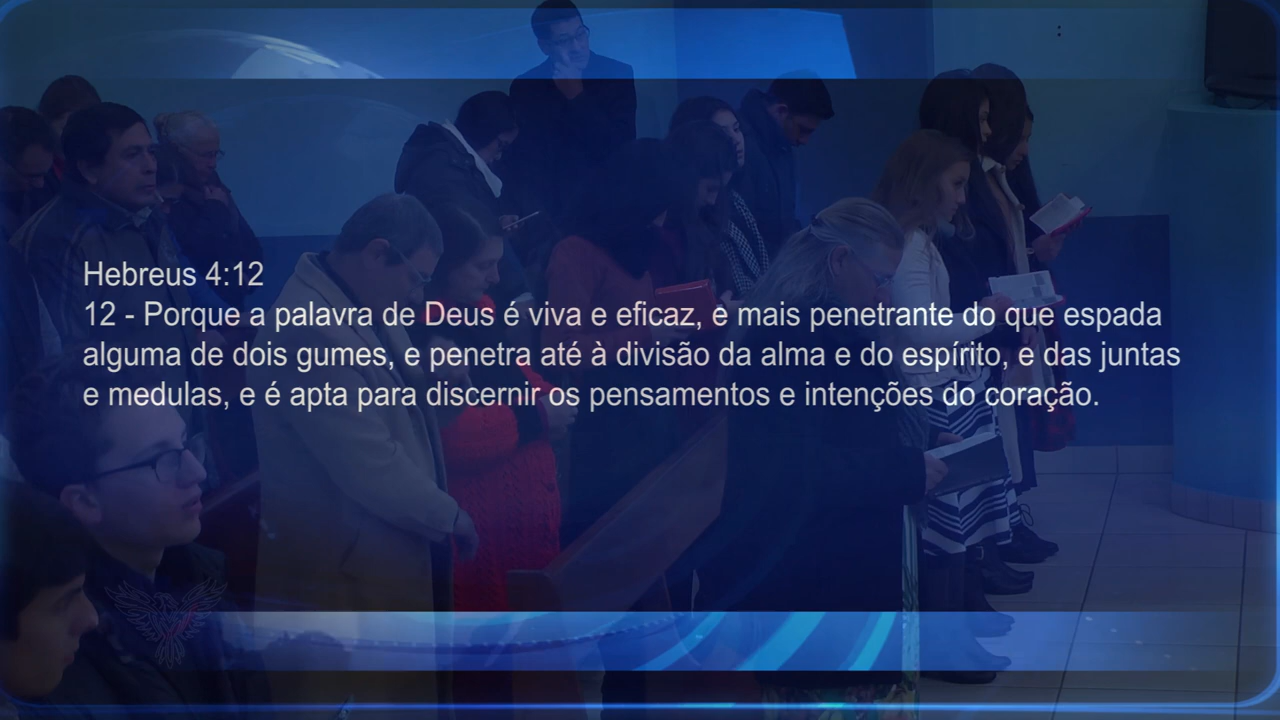 Hebreus 4:12
12 - Porque a palavra de Deus é viva e eficaz, e mais penetrante do que espada
alguma de dois gumes, e penetra até à divisão da alma e do espírito, e das juntas
e medulas, e é apta para discernir os pensamentos e intenções do coração.